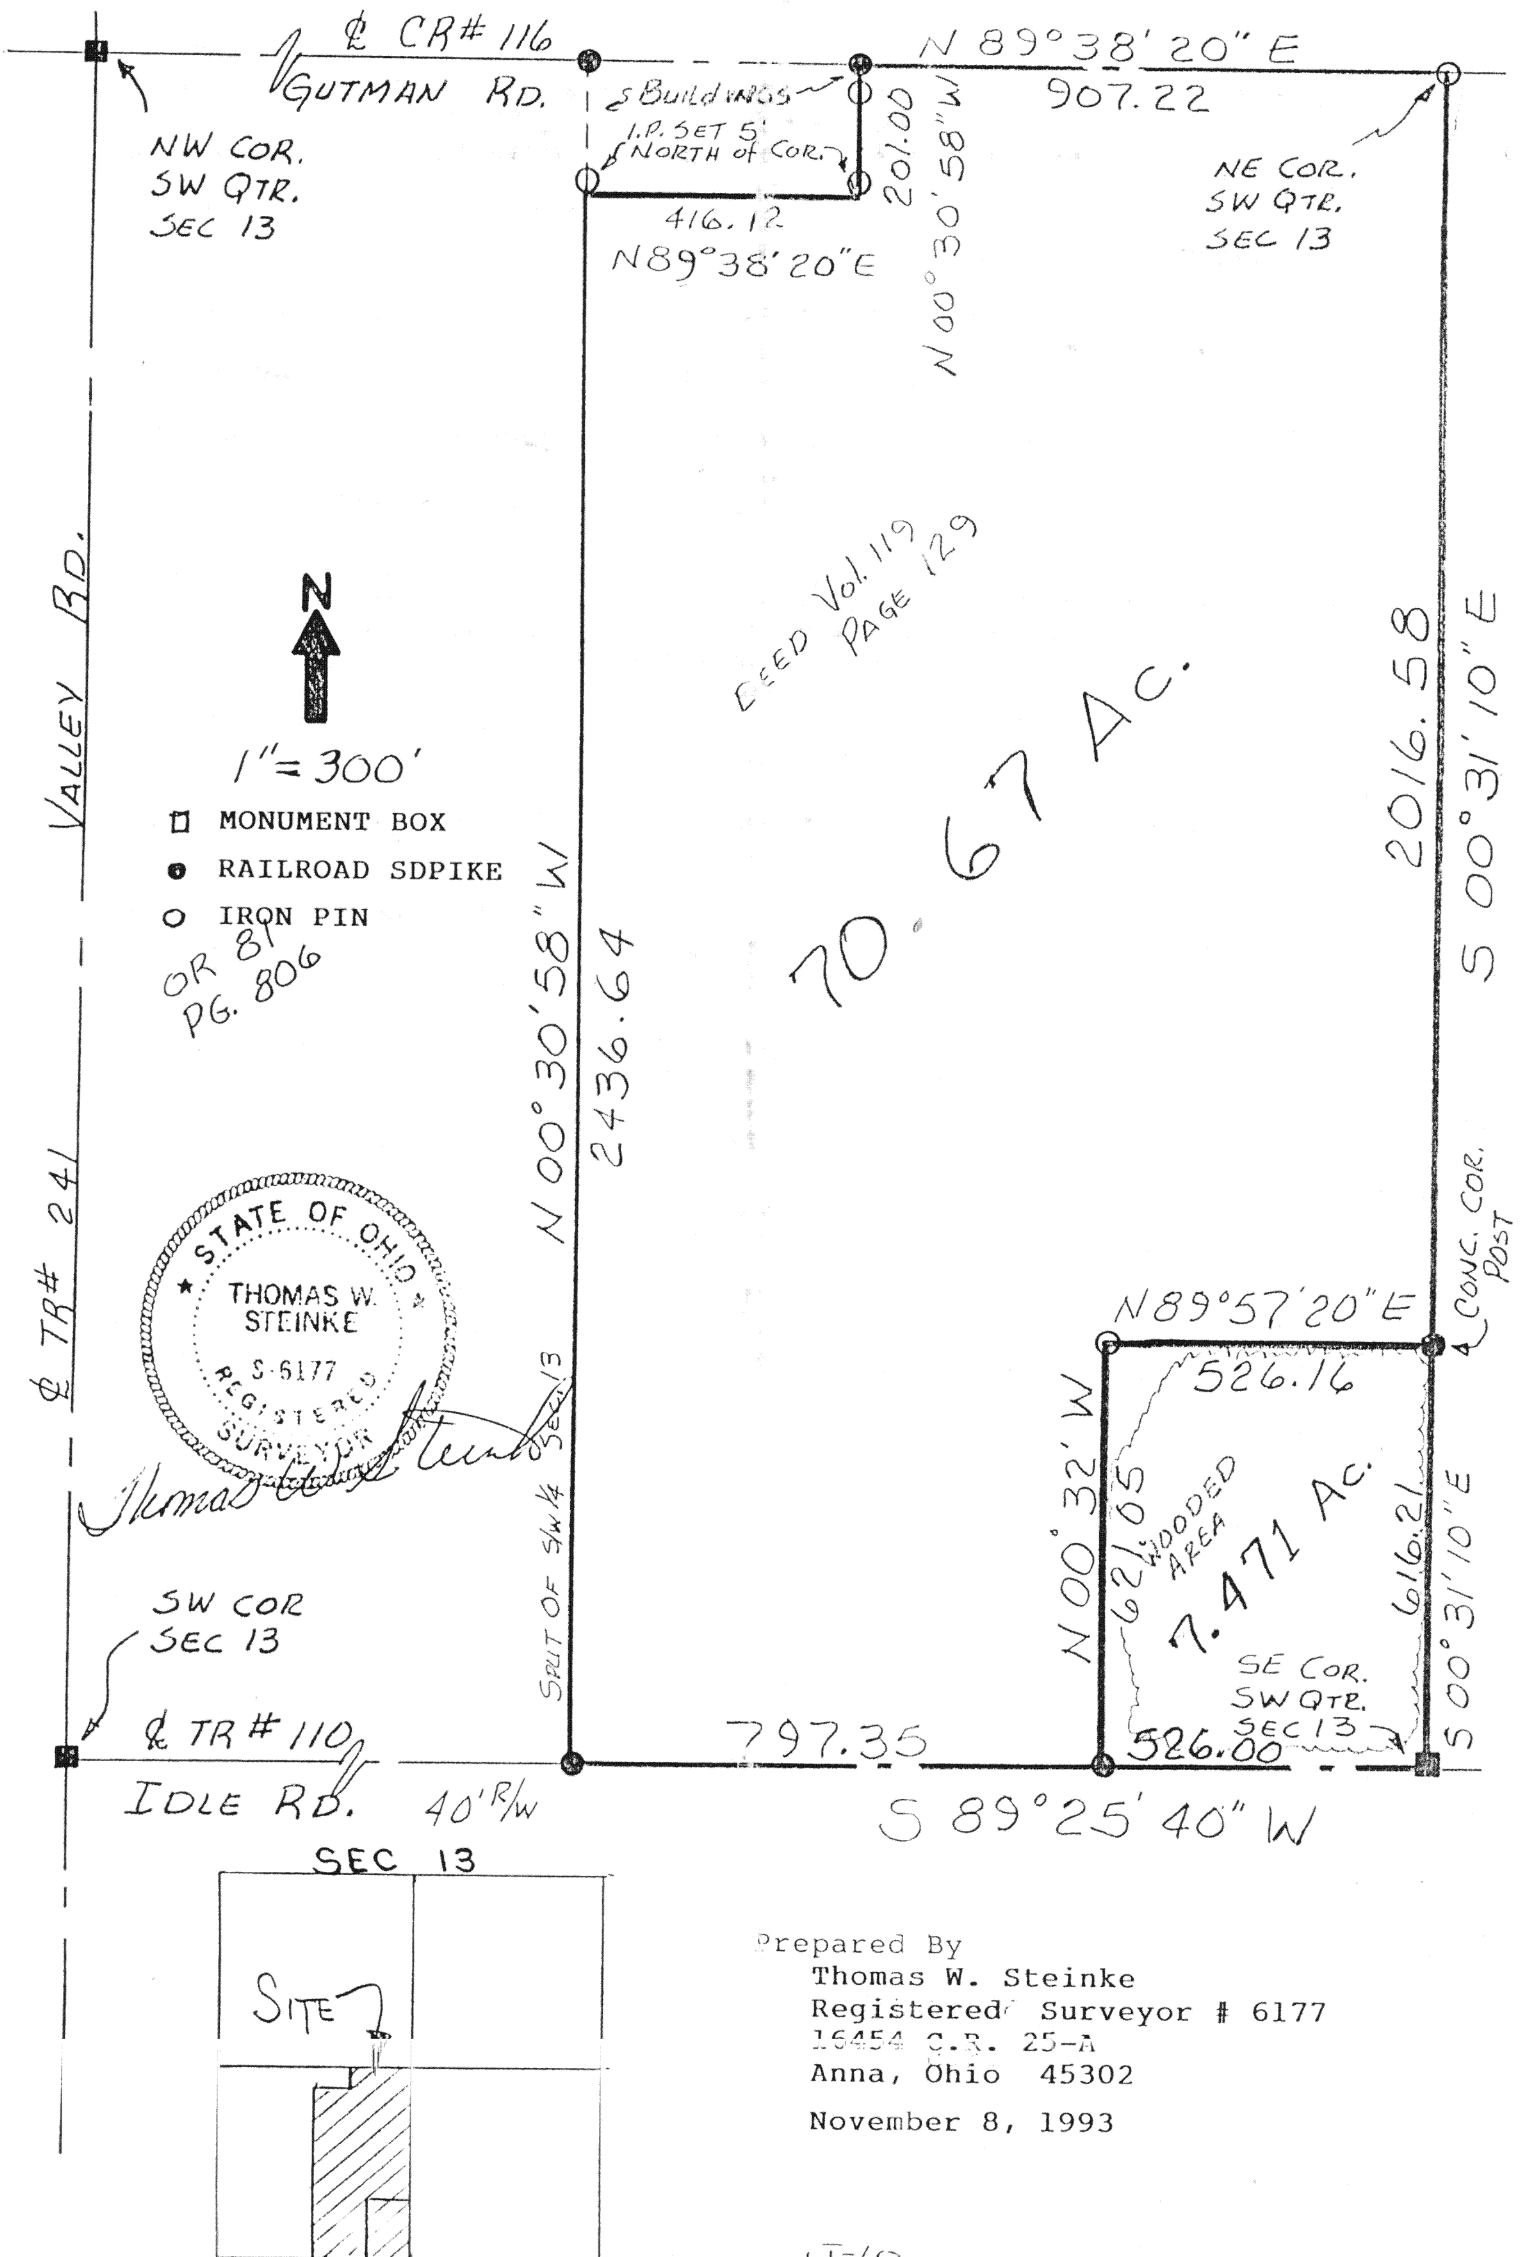 ℄ CR# 116
GUTMAN RD.
N 89° 38' 20" E
907.22
Buildings
I.P. SET 5'
NORTH of COR.
201.00
N 00° 30' 58" W
416.12
N89°38'20"E
NW COR.
SW QTR.
SEC 13
NE COR.
SW QTR.
SEC 13
VALLEY RD.
℄ TR# 241
N
1" = 300'
MONUMENT BOX
RAILROAD SDPIKE
IRON PIN
OR 81
PG. 806
DEED Vol. 119
PAGE 129
70.67 Ac.
2016.58
S 00° 31' 10" E
N 00° 30' 58" W
2436.64
CONC. COR.
POST
STATE OF OHIO
THOMAS W.
STEINKE
S-6177
REGISTERED
SURVEYOR
Thomas W. Steinke
SPLIT OF SW 1/4 SEC. 13
N89°57'20"E
526.16
N 00° 32' W
621.05
WOODED
AREA
7.471 Ac.
616.21
S 00° 31' 10" E
SE COR.
SW QTR.
SEC 13
SW COR
SEC 13
℄ TR # 110
IDLE RD. 40' R/W
797.35
526.00
S 89° 25' 40" W
SEC 13
SITE
Prepared By
Thomas W. Steinke
Registered Surveyor # 6177
16454 C.R. 25-A
Anna, Ohio 45302
November 8, 1993